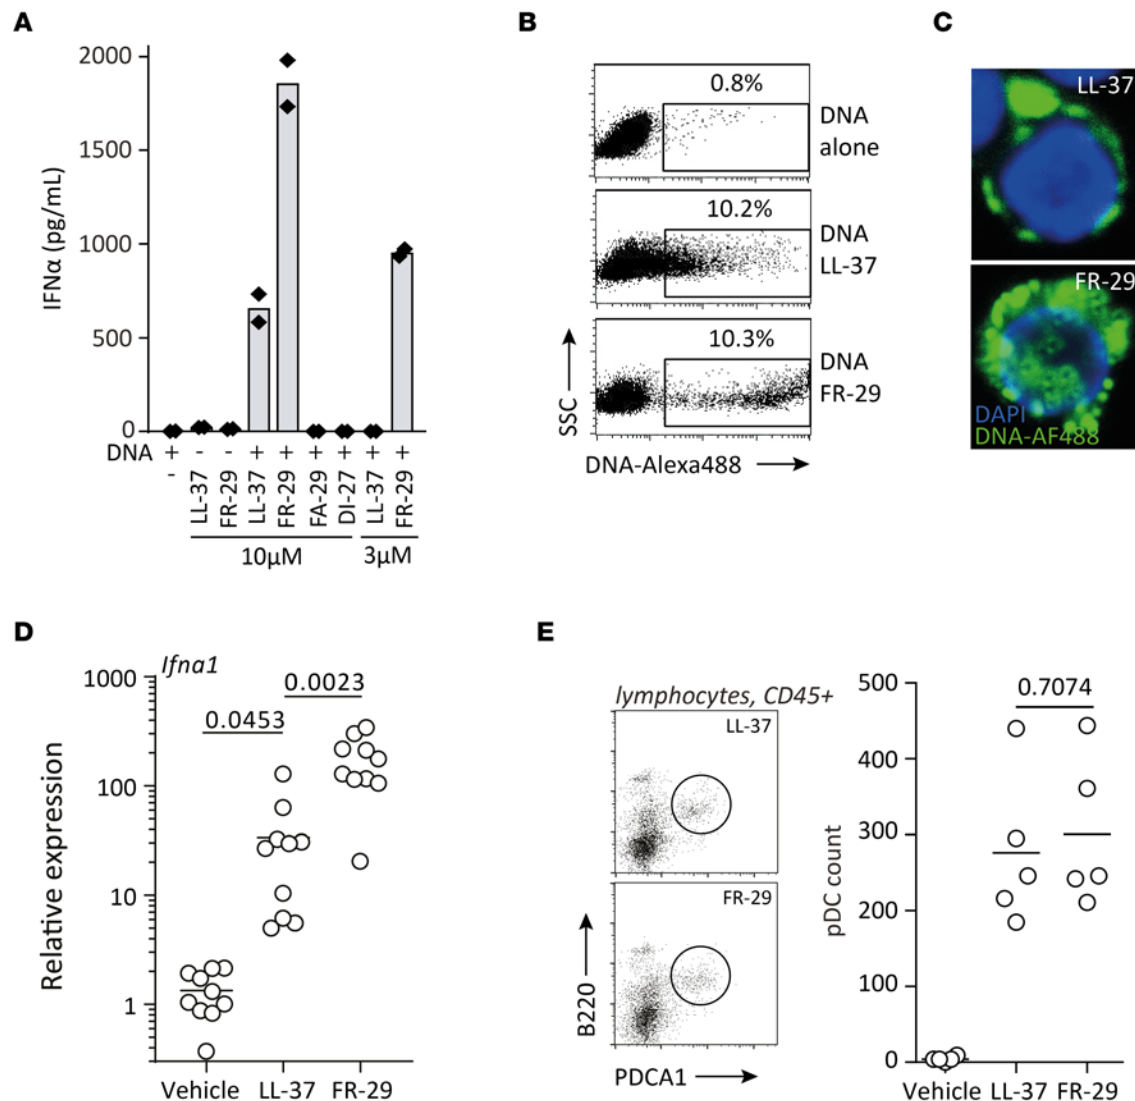 A
IFNα (pg/mL)
2000
1500
1000
500
0
DNA + - - + + + + + +
- LL-37 FR-29 LL-37 FR-29 FA-29 DI-27 LL-37 FR-29
10μM 3μM
B
0.8%
DNA
alone
10.2%
DNA
LL-37
10.3%
DNA
FR-29
SSC
DNA-Alexa488
C
LL-37
FR-29
DAPI
DNA-AF488
D
Ifna1
Relative expression
1000
100
10
1
0.0453
0.0023
Vehicle LL-37 FR-29
E
lymphocytes, CD45+
LL-37
FR-29
B220
PDCA1
pDC count
500
400
300
200
100
0
0.7074
Vehicle LL-37 FR-29